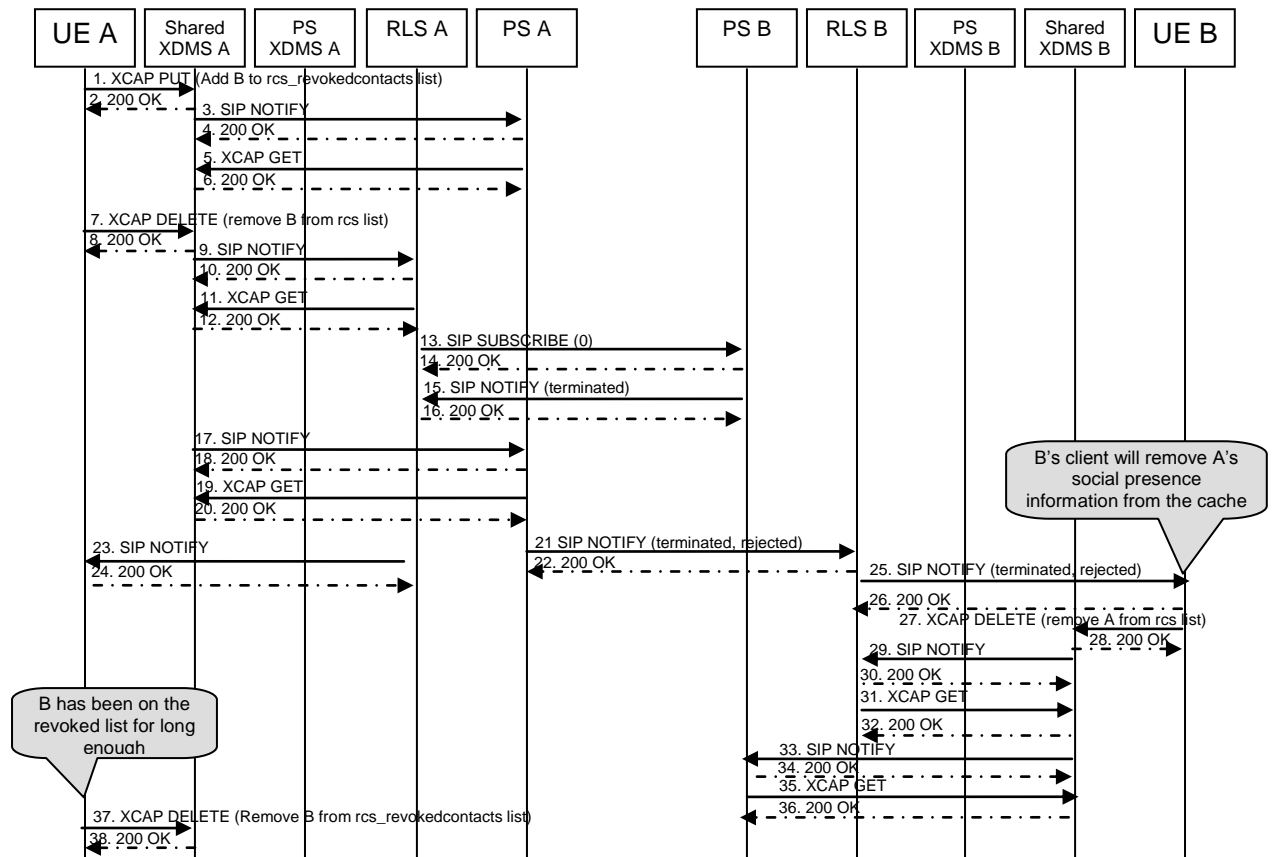 UE A
Shared
XDMS A
PS
XDMS A
RLS A
PS A
PS B
RLS B
PS
XDMS B
Shared
XDMS B
UE B
1. XCAP PUT (Add B to rcs_revokedcontacts list)
2. 200 OK
3. SIP NOTIFY
4. 200 OK
5. XCAP GET
6. 200 OK
7. XCAP DELETE (remove B from rcs list)
8. 200 OK
9. SIP NOTIFY
10. 200 OK
11. XCAP GET
12. 200 OK
13. SIP SUBSCRIBE (0)
14. 200 OK
15. SIP NOTIFY (terminated)
16. 200 OK
17. SIP NOTIFY
18. 200 OK
19. XCAP GET
20. 200 OK
B's client will remove A's
social presence
information from the cache
21 SIP NOTIFY (terminated, rejected)
22. 200 OK
23. SIP NOTIFY
24. 200 OK
25. SIP NOTIFY (terminated, rejected)
26. 200 OK
27. XCAP DELETE (remove A from rcs list)
28. 200 OK
29. SIP NOTIFY
30. 200 OK
31. XCAP GET
32. 200 OK
33. SIP NOTIFY
34. 200 OK
35. XCAP GET
36. 200 OK
B has been on the
revoked list for long
enough
37. XCAP DELETE (Remove B from rcs_revokedcontacts list)
38. 200 OK